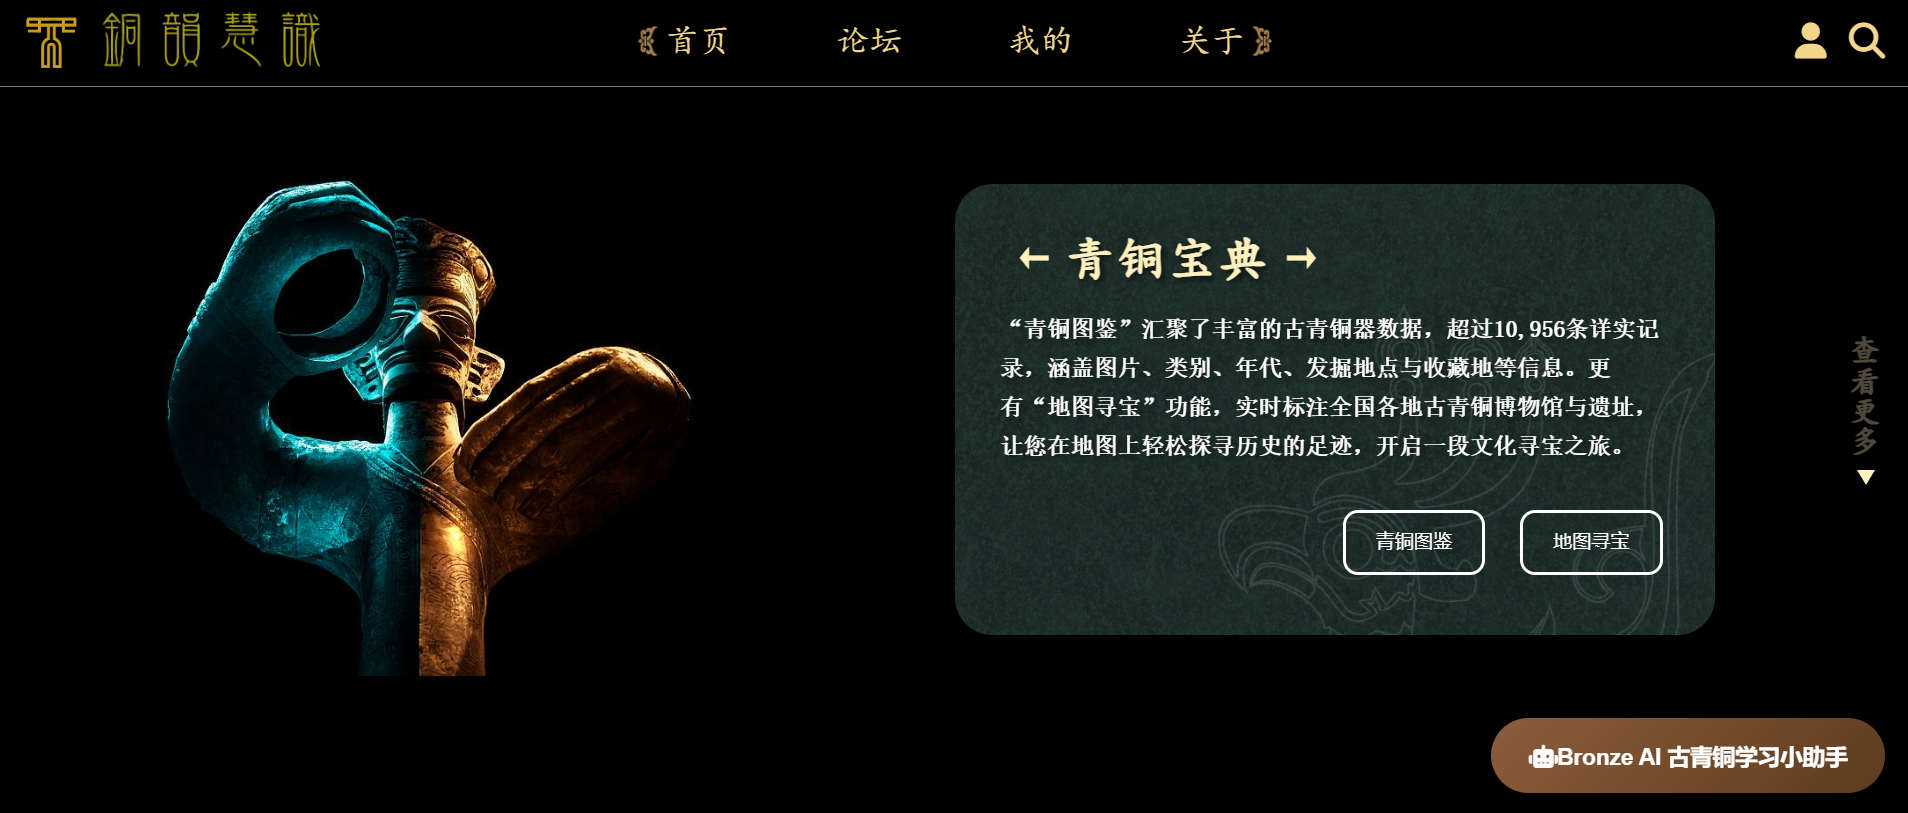 銅韻慧識
首页
论坛
我的
关于
←青铜宝典→
“青铜图鉴”汇聚了丰富的古青铜器数据，超过10,956条详实记
录，涵盖图片、类别、年代、发掘地点与收藏地等信息。更
有“地图寻宝”功能，实时标注全国各地古青铜博物馆与遗址，
让您在地图上轻松探寻历史的足迹，开启一段文化寻宝之旅。
青铜图鉴
地图寻宝
查看更多
Bronze AI 古青铜学习小助手